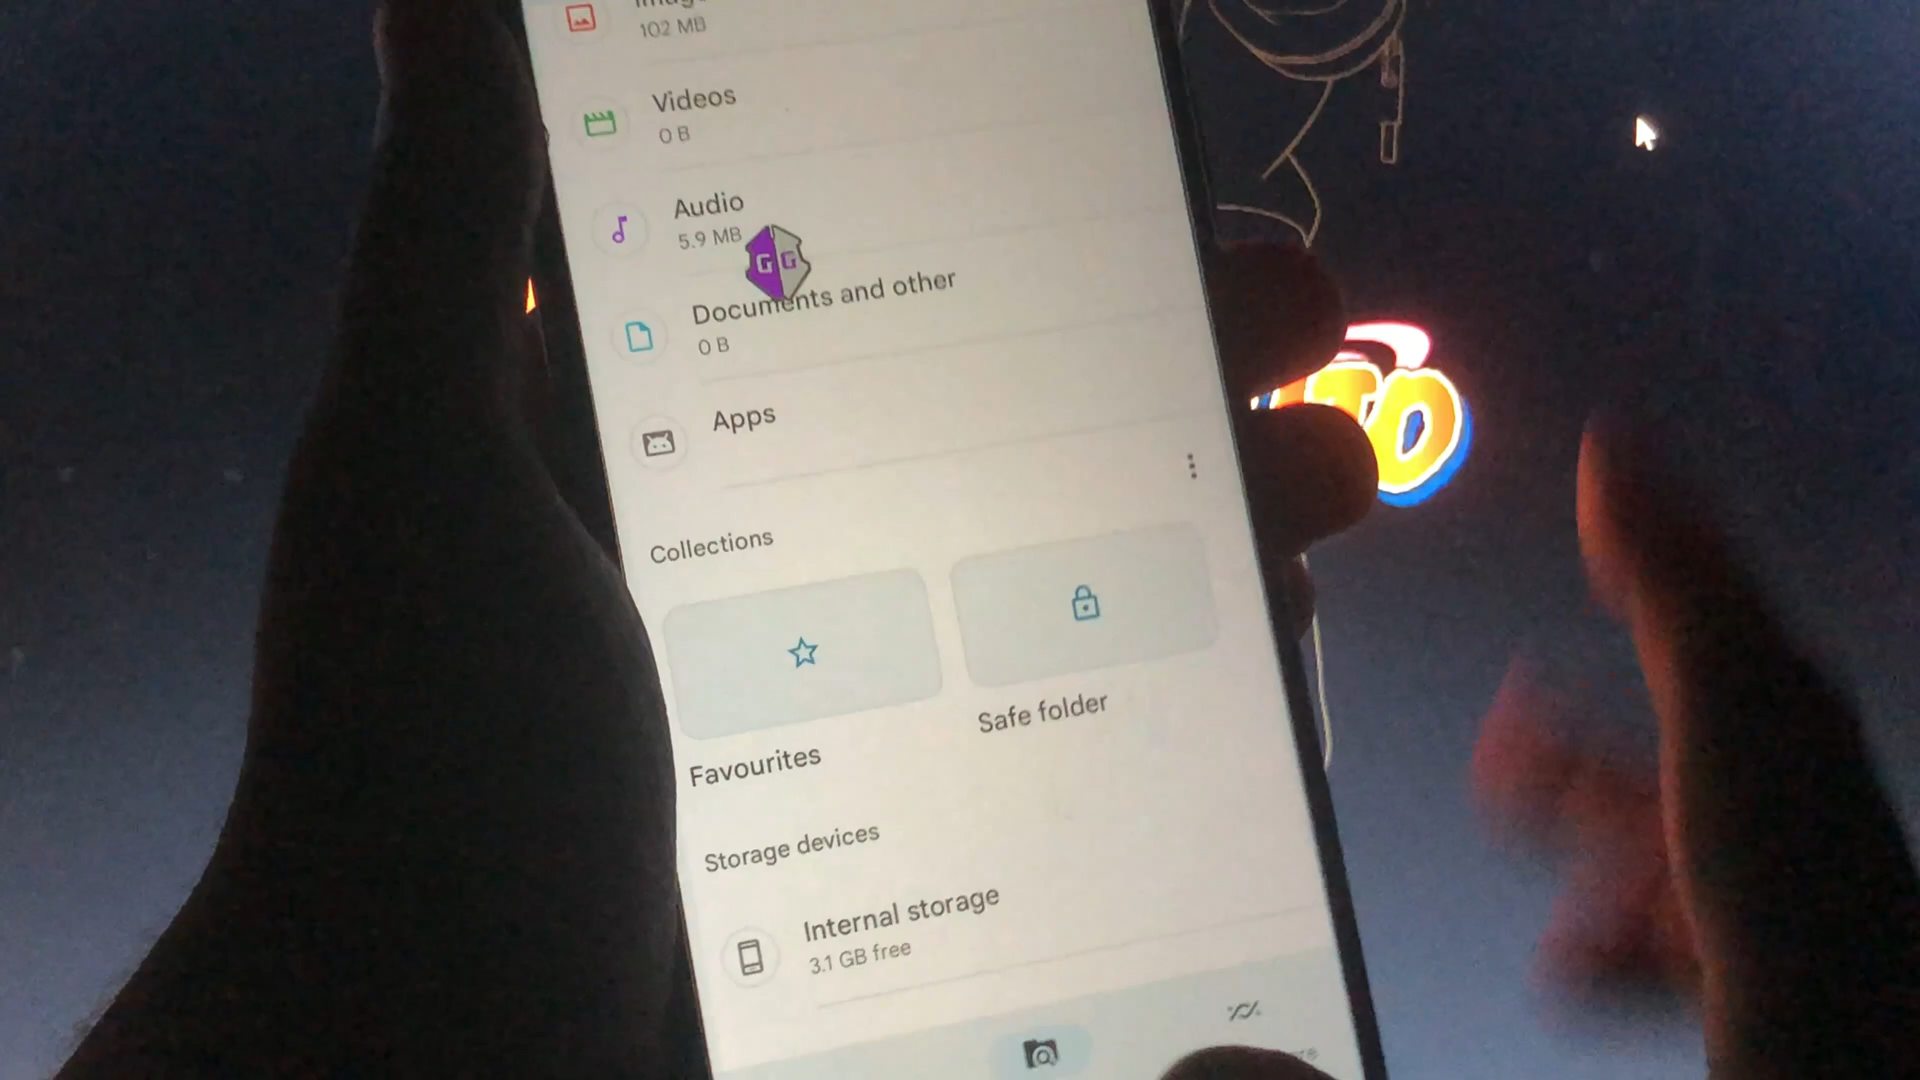 102 MB
Videos
0 B
Audio
5.9 MB
G G
Documents and other
0 B
Apps
Collections
Favourites
Safe folder
Storage devices
Internal storage
3.1 GB free